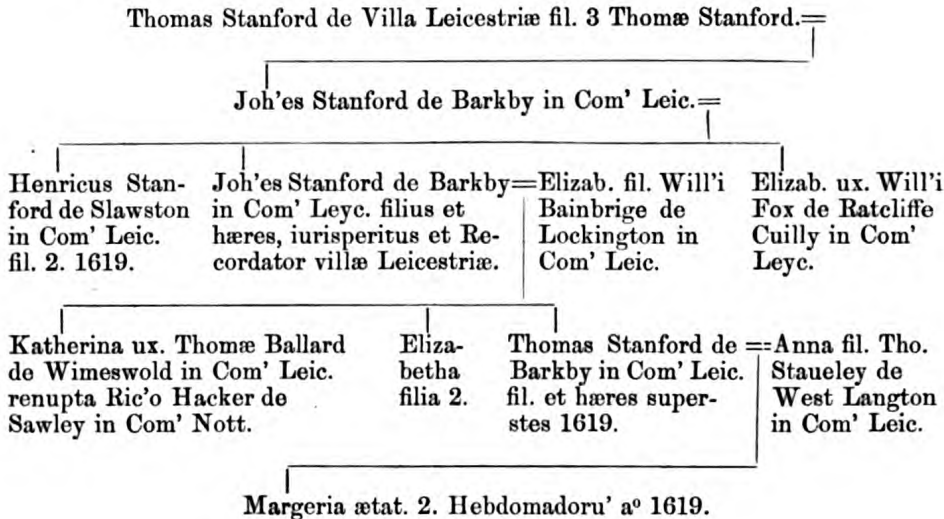 Thomas Stanford de Villa Leicestriæ fil. 3 Thomæ Stanford.=
Joh'es Stanford de Barkby in Com' Leic.=
Henricus Stan-
ford de Slawston
in Com' Leic.
fil. 2. 1619.
Joh'es Stanford de Barkby=
in Com' Leyc. filius et
hæres, iurisperitus et Re-
cordator villæ Leicestriæ.
Elizab. fil. Will'i
Bainbrige de
Lockington in
Com' Leic.
Elizab. ux. Will'i
Fox de Ratcliffe
Cuilly in Com'
Leyc.
Katherina ux. Thomæ Ballard
de Wimeswold in Com' Leic.
renupta Ric'o Hacker de
Sawley in Com' Nott.
Eliza-
betha
filia 2.
Thomas Stanford de ==
Barkby in Com' Leic.
fil. et hæres super-
stes 1619.
Anna fil. Tho.
Staueley de
West Langton
in Com' Leic.
Margeria ætat. 2. Hebdomadoru' aº 1619.